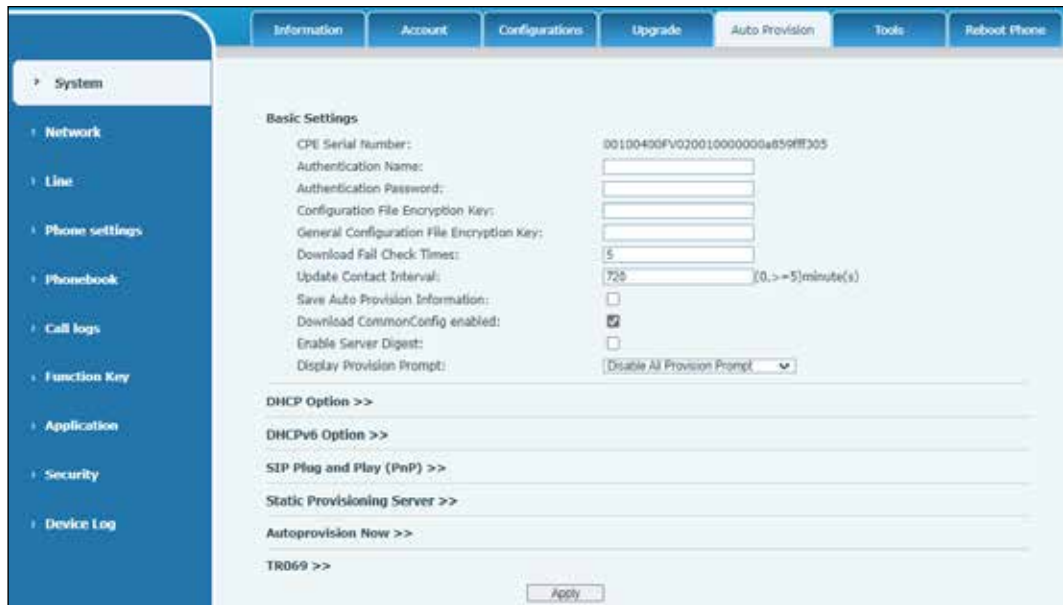 Information Account Configurations Upgrade Auto Provision Tools Reboot Phone
System
Network
Line
Phone settings
Phonebook
Call logs
Function Key
Application
Security
Device Log
Basic Settings
CPE Serial Number: 00100400FV020010000000a859fff305
Authentication Name:
Authentication Password:
Configuration File Encryption Key:
General Configuration File Encryption Key:
Download Fail Check Times: 5
Update Contact Interval: 720 (0,>=5)minute(s)
Save Auto Provision Information:
Download CommonConfig enabled:
Enable Server Digest:
Display Provision Prompt: Disable All Provision Prompt
DHCP Option >>
DHCPv6 Option >>
SIP Plug and Play (PnP) >>
Static Provisioning Server >>
Autoprovision Now >>
TR069 >>
Apply